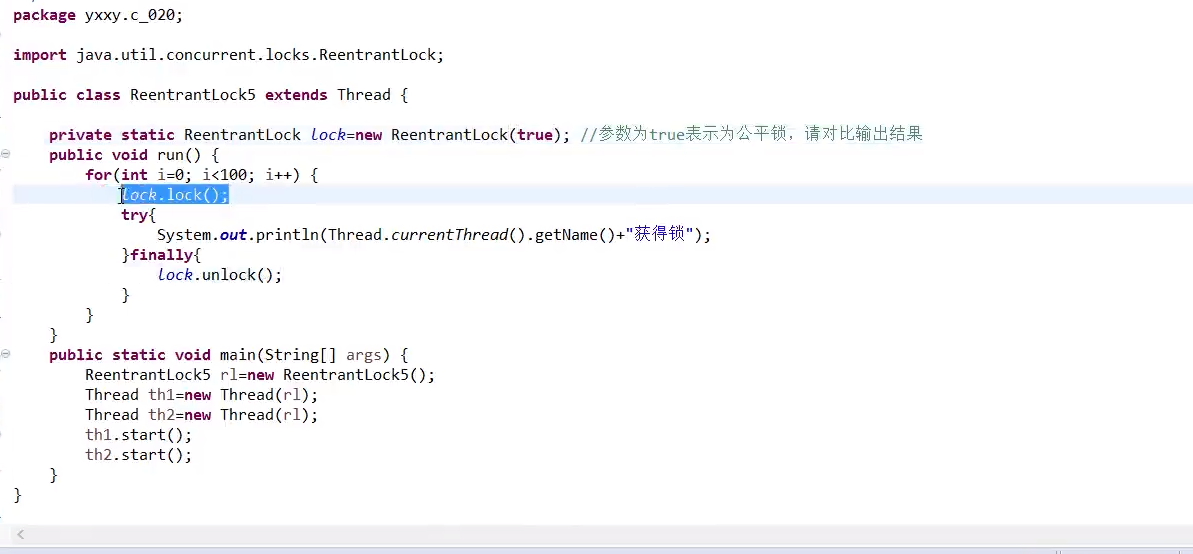 package yxxy.c_020;
import java.util.concurrent.locks.ReentrantLock;
public class ReentrantLock5 extends Thread {
private static ReentrantLock lock=new ReentrantLock(true); //参数为true表示为公平锁，请对比输出结果
public void run() {
for(int i=0; i<100; i++) {
lock.lock();
try{
System.out.println(Thread.currentThread().getName()+"获得锁");
}finally{
lock.unlock();
}
}
}
public static void main(String[] args) {
ReentrantLock5 rl=new ReentrantLock5();
Thread th1=new Thread(rl);
Thread th2=new Thread(rl);
th1.start();
th2.start();
}
}